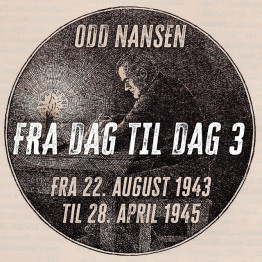 ODD NANSEN
FRA DAG TIL DAG 3
FRA 22. AUGUST 1943
TIL 28. APRIL 1945